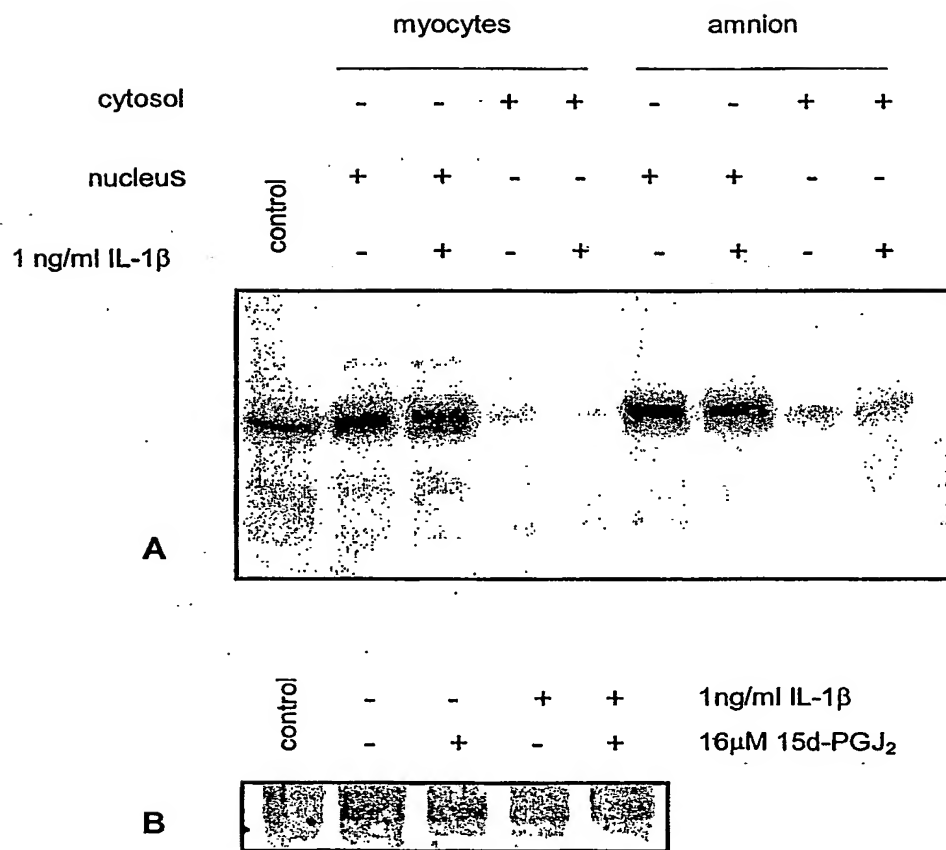 myocytes amnion
cytosol - - + + - - + +
nucleus + + - - + + - -
control
1 ng/ml IL-1β - + - + - + - +
A
control
- - + + 1ng/ml IL-1β
- + - + 16μM 15d-PGJ₂
B